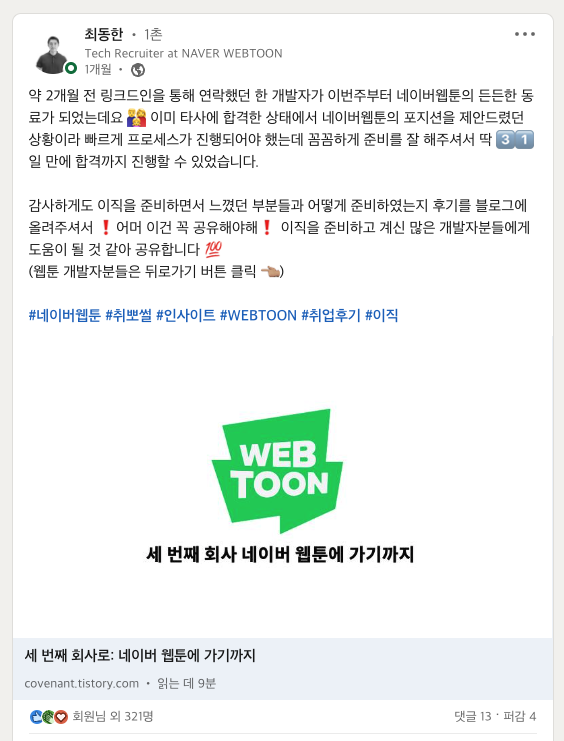 최동한 • 1촌
Tech Recruiter at NAVER WEBTOON
1개월 •
약 2개월 전 링크드인을 통해 연락했던 한 개발자가 이번주부터 네이버웹툰의 든든한 동
료가 되었는데요 👩‍❤️‍👨 이미 타사에 합격한 상태에서 네이버웹툰의 포지션을 제안드렸던
상황이라 빠르게 프로세스가 진행되어야 했는데 꼼꼼하게 준비를 잘 해주셔서 딱 3️⃣1️⃣
일 만에 합격까지 진행할 수 있었습니다.
감사하게도 이직을 준비하면서 느꼈던 부분들과 어떻게 준비하였는지 후기를 블로그에
올려주셔서 ❗ 어머 이건 꼭 공유해야해❗ 이직을 준비하고 계신 많은 개발자분들에게
도움이 될 것 같아 공유합니다 💯
(웹툰 개발자분들은 뒤로가기 버튼 클릭 👈🏽)
#네이버웹툰 #취뽀썰 #인사이트 #WEBTOON #취업후기 #이직
WEB
TOON
세 번째 회사 네이버 웹툰에 가기까지
세 번째 회사로: 네이버 웹툰에 가기까지
covenant.tistory.com • 읽는 데 9분
회원님 외 321명
댓글 13 · 퍼감 4